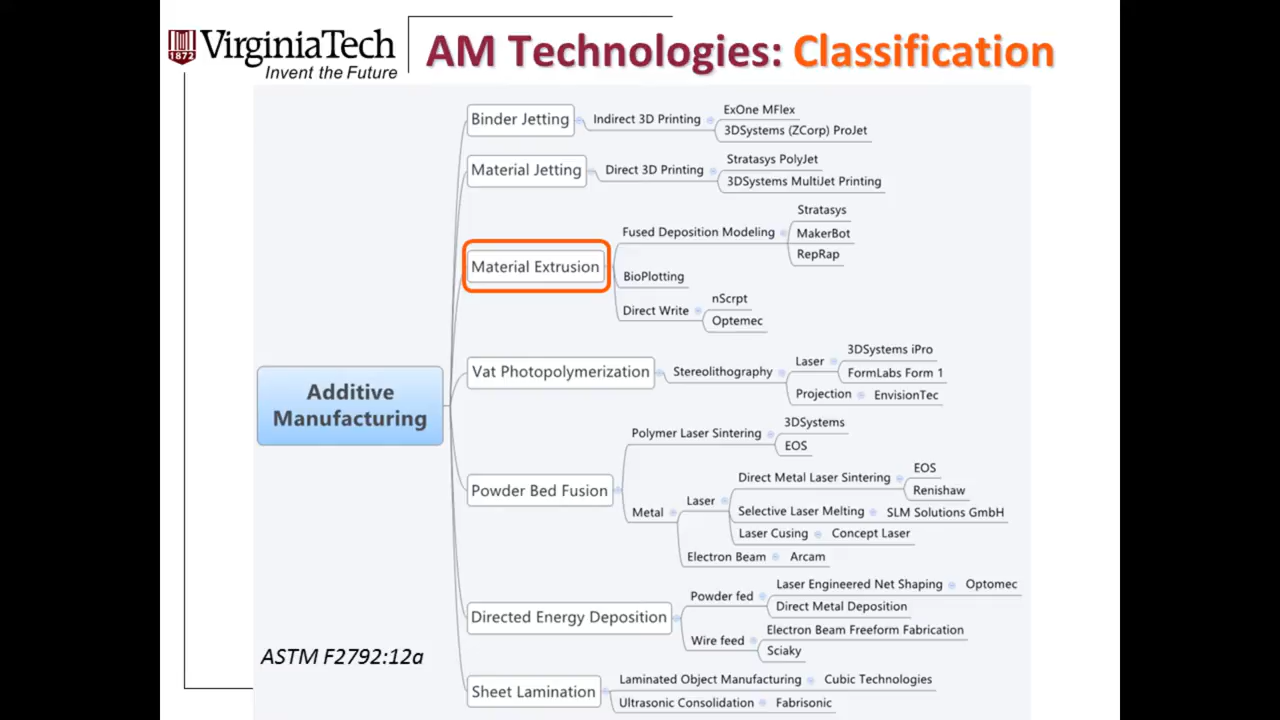 VirginiaTech
1872
Invent the Future
AM Technologies: Classification
Additive
Manufacturing
Binder Jetting
Indirect 3D Printing
ExOne MFlex
3DSystems (ZCorp) ProJet
Material Jetting
Direct 3D Printing
Stratasys PolyJet
3DSystems MultiJet Printing
Material Extrusion
Fused Deposition Modeling
Stratasys
MakerBot
RepRap
BioPlotting
Direct Write
nScrpt
Optemec
Vat Photopolymerization
Stereolithography
Laser
3DSystems iPro
FormLabs Form 1
Projection
EnvisionTec
Powder Bed Fusion
Polymer Laser Sintering
3DSystems
EOS
Metal
Laser
Direct Metal Laser Sintering
EOS
Renishaw
Selective Laser Melting
SLM Solutions GmbH
Laser Cusing
Concept Laser
Electron Beam
Arcam
Directed Energy Deposition
Powder fed
Laser Engineered Net Shaping
Optomec
Direct Metal Deposition
Wire feed
Electron Beam Freeform Fabrication
Sciaky
Sheet Lamination
Laminated Object Manufacturing
Cubic Technologies
Ultrasonic Consolidation
Fabrisonic
ASTM F2792:12a